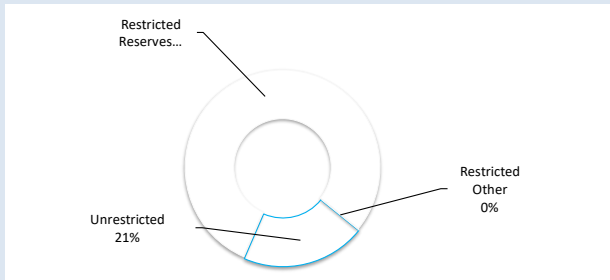 Restricted
Reserves…
Restricted
Other
0%
Unrestricted
21%